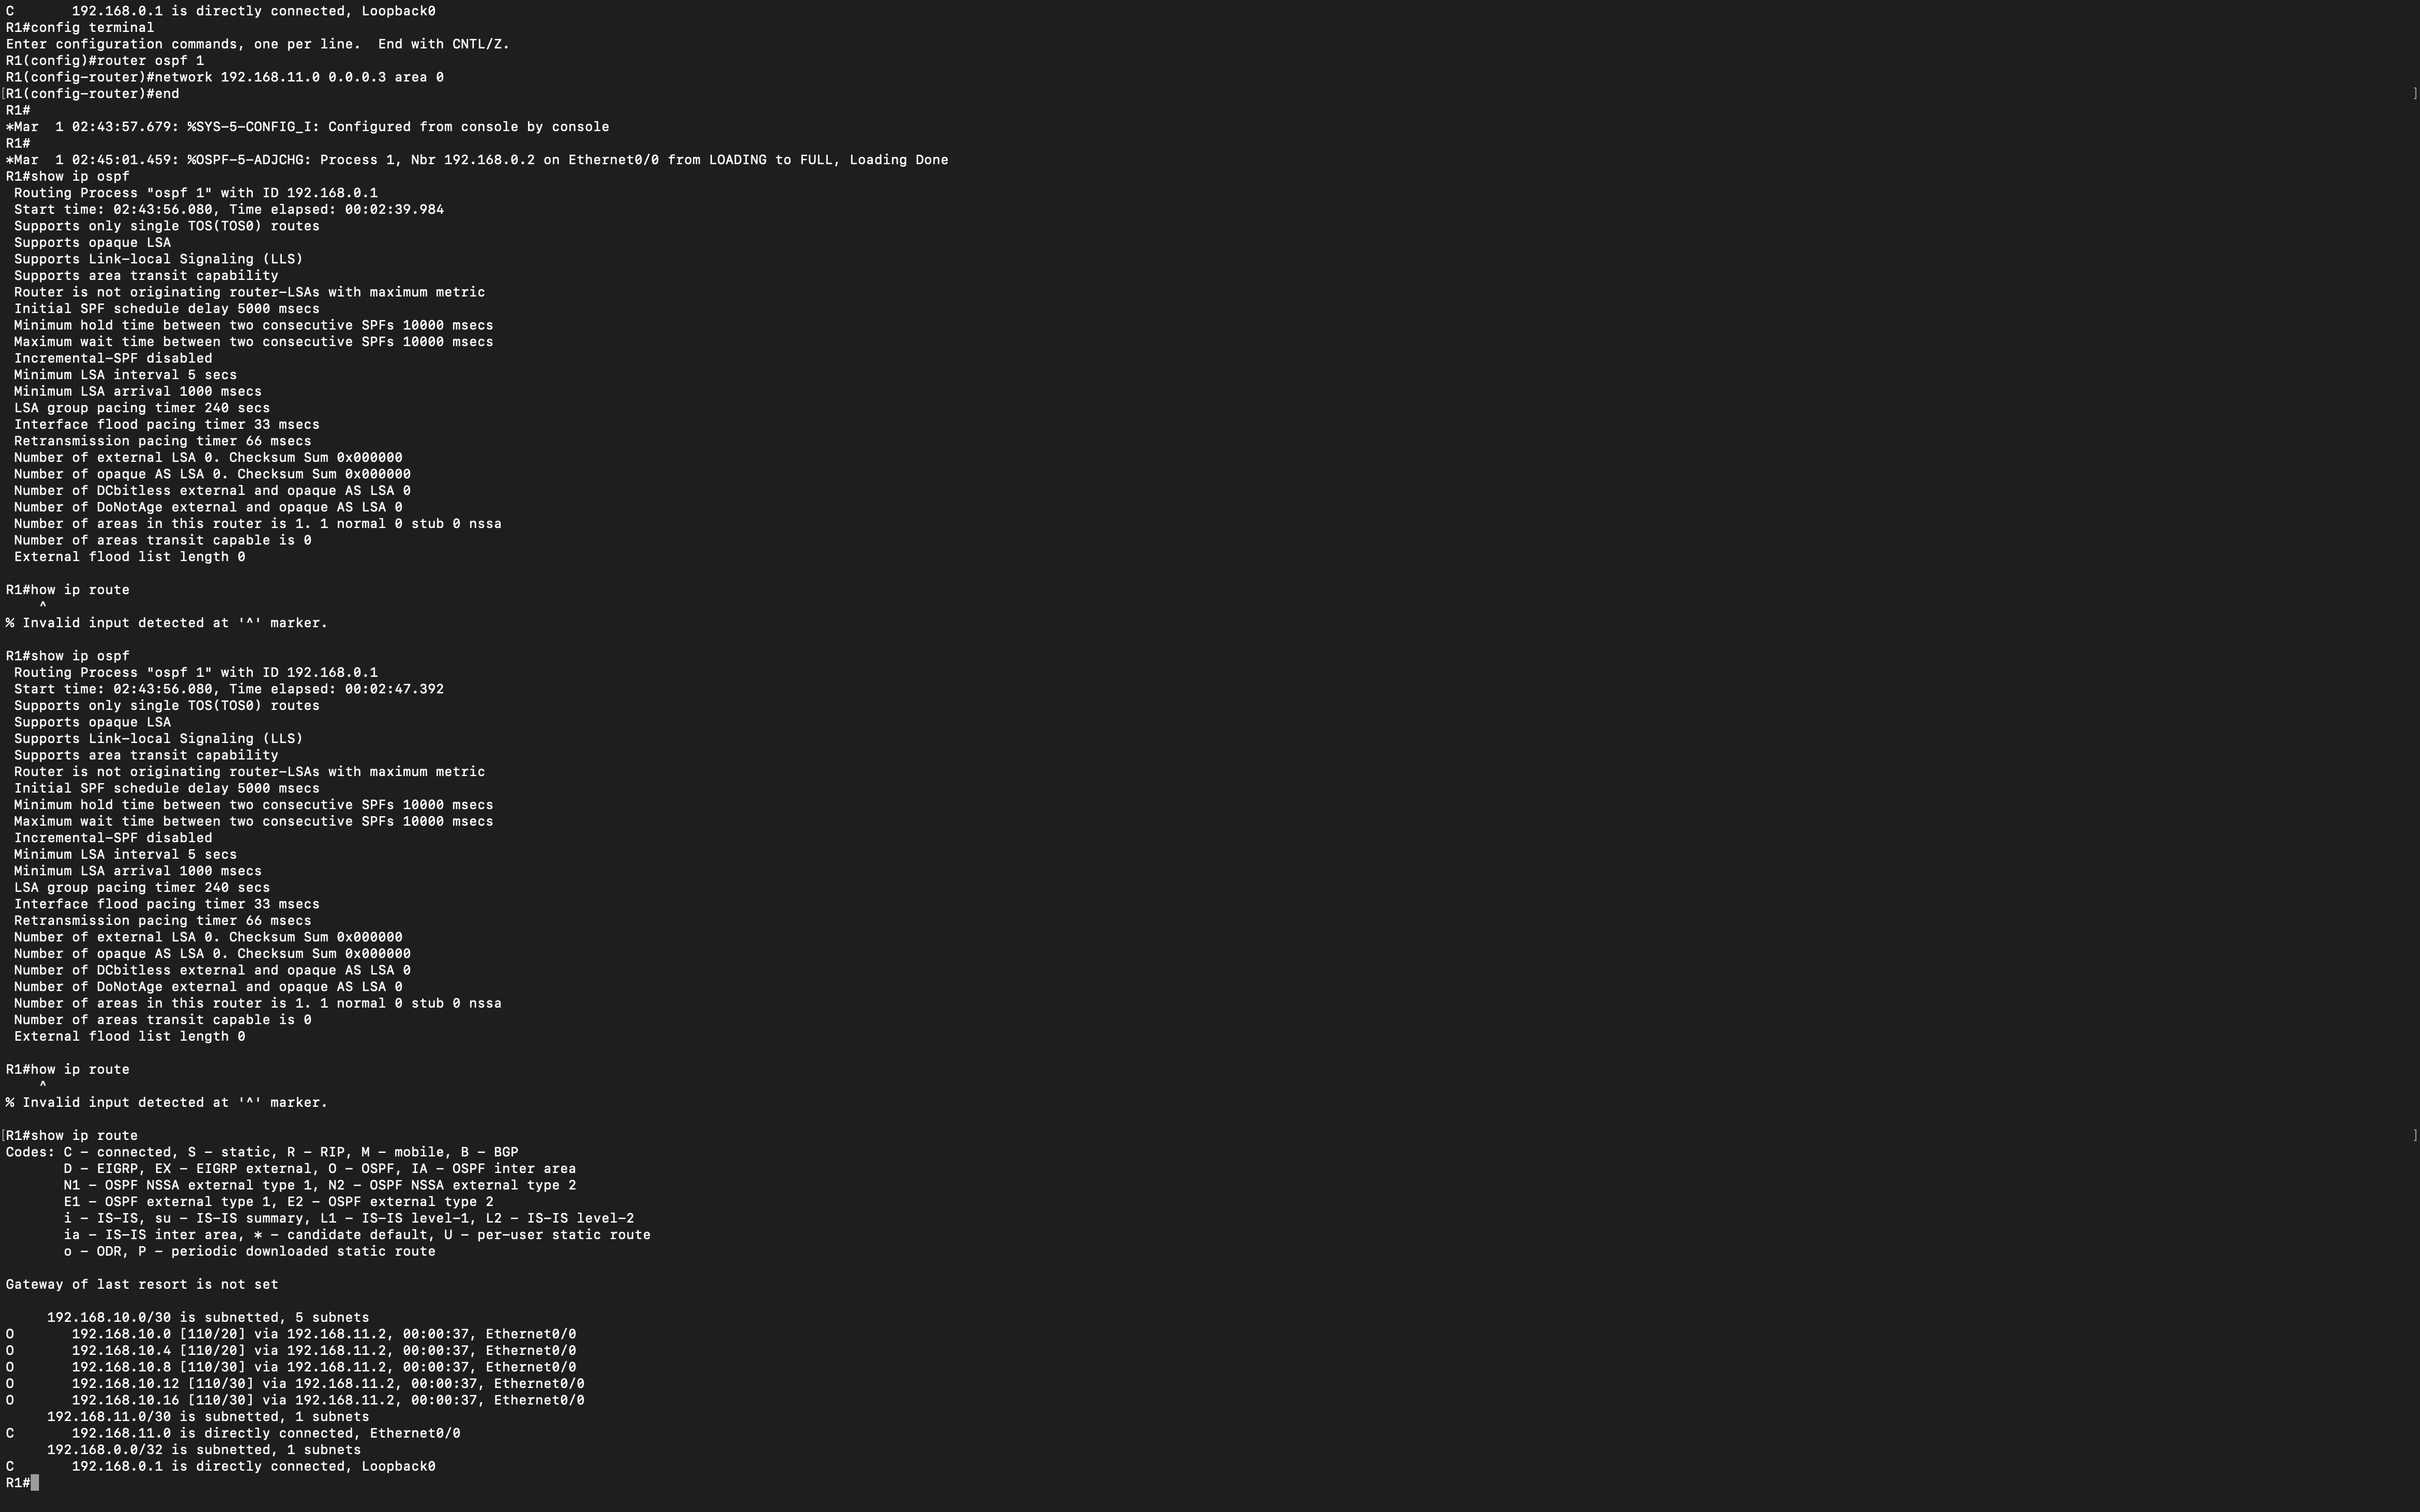 C       192.168.0.1 is directly connected, Loopback0
R1#config terminal
Enter configuration commands, one per line.  End with CNTL/Z.
R1(config)#router ospf 1
R1(config-router)#network 192.168.11.0 0.0.0.3 area 0
[R1(config-router)#end ]
R1#
*Mar  1 02:43:57.679: %SYS-5-CONFIG_I: Configured from console by console
R1#
*Mar  1 02:45:01.459: %OSPF-5-ADJCHG: Process 1, Nbr 192.168.0.2 on Ethernet0/0 from LOADING to FULL, Loading Done
R1#show ip ospf
 Routing Process "ospf 1" with ID 192.168.0.1
 Start time: 02:43:56.080, Time elapsed: 00:02:39.984
 Supports only single TOS(TOS0) routes
 Supports opaque LSA
 Supports Link-local Signaling (LLS)
 Supports area transit capability
 Router is not originating router-LSAs with maximum metric
 Initial SPF schedule delay 5000 msecs
 Minimum hold time between two consecutive SPFs 10000 msecs
 Maximum wait time between two consecutive SPFs 10000 msecs
 Incremental-SPF disabled
 Minimum LSA interval 5 secs
 Minimum LSA arrival 1000 msecs
 LSA group pacing timer 240 secs
 Interface flood pacing timer 33 msecs
 Retransmission pacing timer 66 msecs
 Number of external LSA 0. Checksum Sum 0x000000
 Number of opaque AS LSA 0. Checksum Sum 0x000000
 Number of DCbitless external and opaque AS LSA 0
 Number of DoNotAge external and opaque AS LSA 0
 Number of areas in this router is 1. 1 normal 0 stub 0 nssa
 Number of areas transit capable is 0
 External flood list length 0

R1#how ip route
    ^
% Invalid input detected at '^' marker.

R1#show ip ospf
 Routing Process "ospf 1" with ID 192.168.0.1
 Start time: 02:43:56.080, Time elapsed: 00:02:47.392
 Supports only single TOS(TOS0) routes
 Supports opaque LSA
 Supports Link-local Signaling (LLS)
 Supports area transit capability
 Router is not originating router-LSAs with maximum metric
 Initial SPF schedule delay 5000 msecs
 Minimum hold time between two consecutive SPFs 10000 msecs
 Maximum wait time between two consecutive SPFs 10000 msecs
 Incremental-SPF disabled
 Minimum LSA interval 5 secs
 Minimum LSA arrival 1000 msecs
 LSA group pacing timer 240 secs
 Interface flood pacing timer 33 msecs
 Retransmission pacing timer 66 msecs
 Number of external LSA 0. Checksum Sum 0x000000
 Number of opaque AS LSA 0. Checksum Sum 0x000000
 Number of DCbitless external and opaque AS LSA 0
 Number of DoNotAge external and opaque AS LSA 0
 Number of areas in this router is 1. 1 normal 0 stub 0 nssa
 Number of areas transit capable is 0
 External flood list length 0

R1#how ip route
    ^
% Invalid input detected at '^' marker.

[R1#show ip route ]
Codes: C - connected, S - static, R - RIP, M - mobile, B - BGP
       D - EIGRP, EX - EIGRP external, O - OSPF, IA - OSPF inter area
       N1 - OSPF NSSA external type 1, N2 - OSPF NSSA external type 2
       E1 - OSPF external type 1, E2 - OSPF external type 2
       i - IS-IS, su - IS-IS summary, L1 - IS-IS level-1, L2 - IS-IS level-2
       ia - IS-IS inter area, * - candidate default, U - per-user static route
       o - ODR, P - periodic downloaded static route

Gateway of last resort is not set

     192.168.10.0/30 is subnetted, 5 subnets
O       192.168.10.0 [110/20] via 192.168.11.2, 00:00:37, Ethernet0/0
O       192.168.10.4 [110/20] via 192.168.11.2, 00:00:37, Ethernet0/0
O       192.168.10.8 [110/30] via 192.168.11.2, 00:00:37, Ethernet0/0
O       192.168.10.12 [110/30] via 192.168.11.2, 00:00:37, Ethernet0/0
O       192.168.10.16 [110/30] via 192.168.11.2, 00:00:37, Ethernet0/0
     192.168.11.0/30 is subnetted, 1 subnets
C       192.168.11.0 is directly connected, Ethernet0/0
     192.168.0.0/32 is subnetted, 1 subnets
C       192.168.0.1 is directly connected, Loopback0
R1#